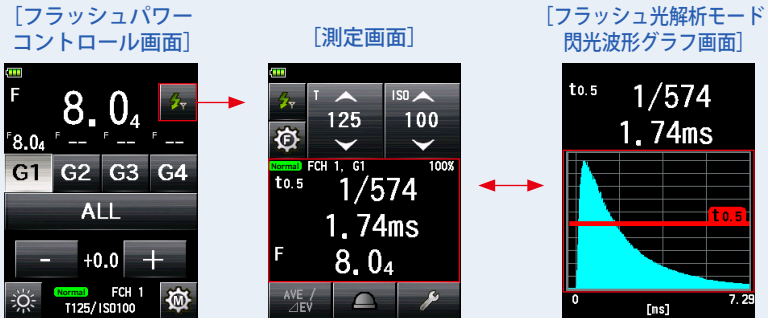 [フラッシュパワー
コントロール画面]
F 8.04
F8.04 F-- F-- F--
G1 G2 G3 G4
ALL
- +0.0 +
Normal FCH 1
T125/ISO100
M
[測定画面]
T ISO
125 100
F
Normal FCH 1, G1 100%
t0.5 1/574
1.74ms
F 8.04
AVE/
⊿EV
[フラッシュ光解析モード
閃光波形グラフ画面]
t0.5 1/574
1.74ms
t0.5
0 7.29
[ms]